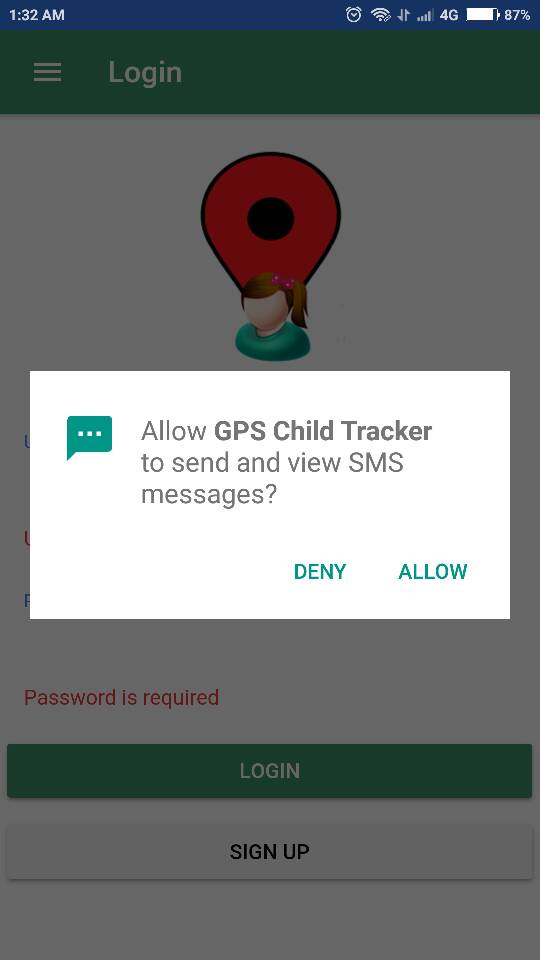 1:32 AM 4G 87%
Login
Allow GPS Child Tracker
to send and view SMS
messages?
DENY ALLOW
Password is required
LOGIN
SIGN UP